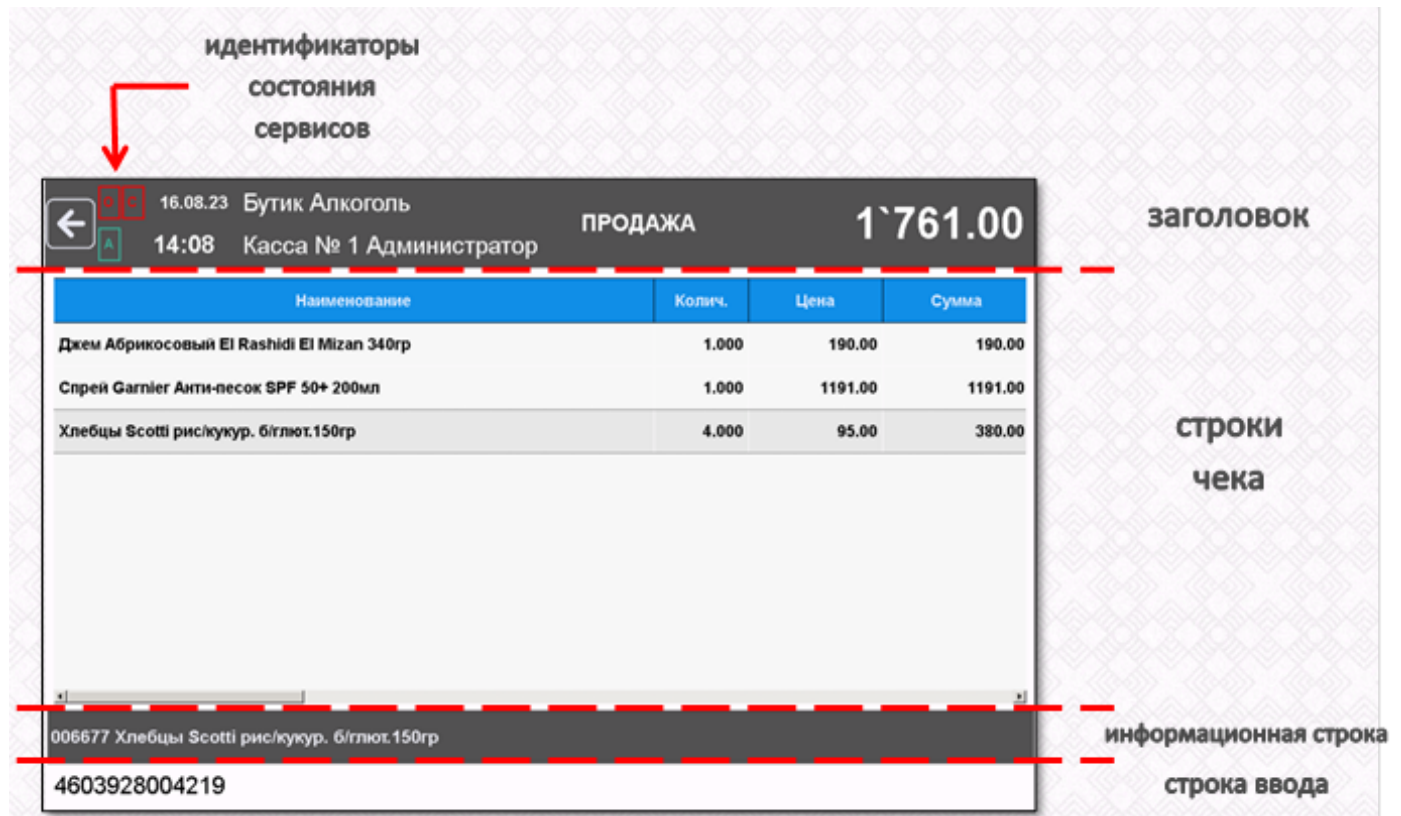 идентификаторы
состояния
сервисов
О С 16.08.23 Бутик Алкоголь
А 14:08 Касса № 1 Администратор
ПРОДАЖА
1`761.00
заголовок
Наименование Колич. Цена Сумма
Джем Абрикосовый El Rashidi El Mizan 340гр 1.000 190.00 190.00
Спрей Garnier Анти-песок SPF 50+ 200мл 1.000 1191.00 1191.00
Хлебцы Scotti рис/кукур. б/глют.150гр 4.000 95.00 380.00
строки
чека
006677 Хлебцы Scotti рис/кукур. б/глют.150гр
информационная строка
4603928004219
строка ввода